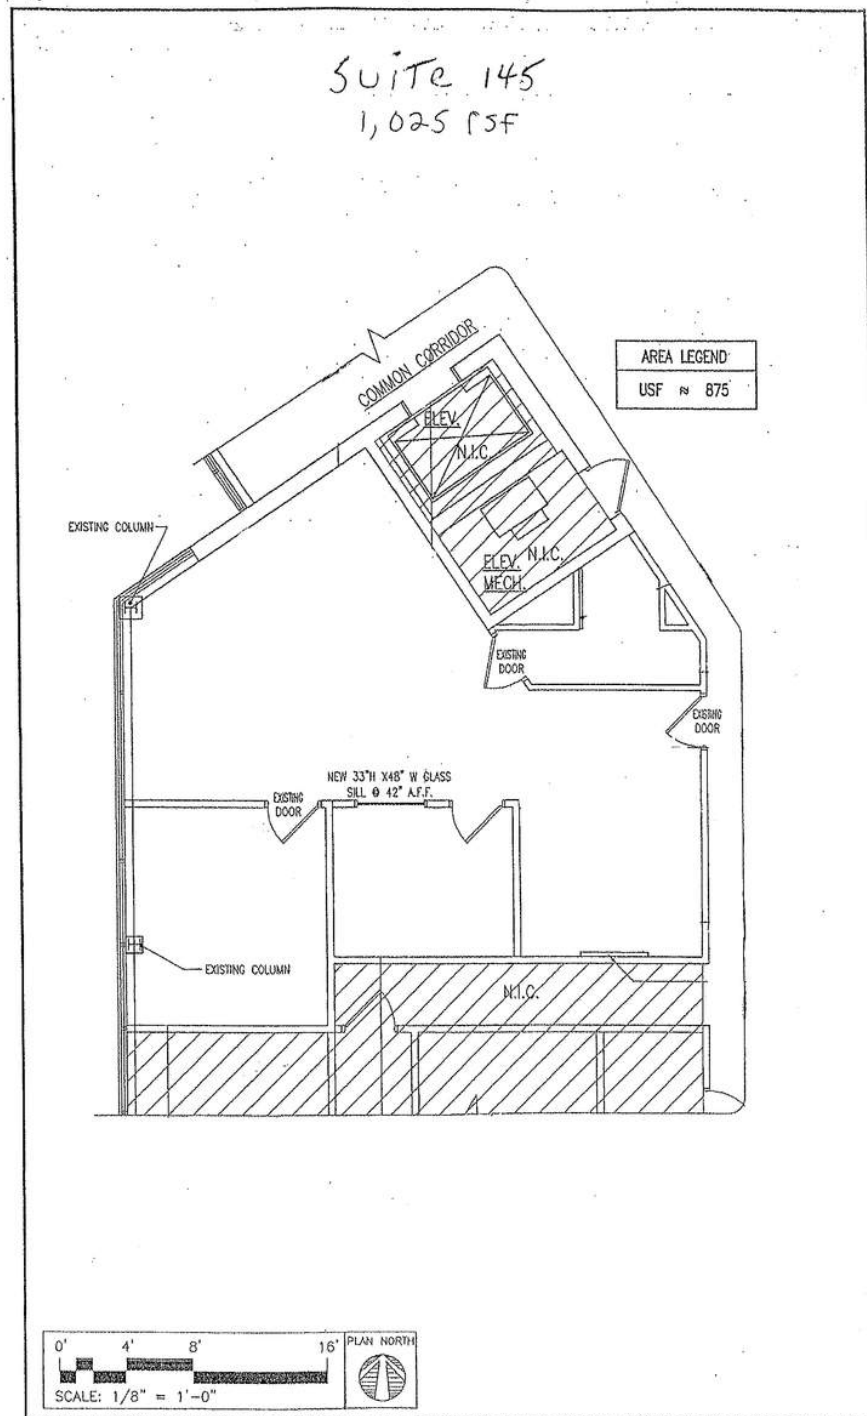 SUITe 145
1,025 rSF
COMMON CORRIDOR
AREA LEGEND
USF ≈ 875
ELEV.
N.I.C.
EXISTING COLUMN
ELEV.
MECH.
N.I.C.
EXISTING
DOOR
EXISTING
DOOR
NEW 33"H X48" W GLASS
SILL @ 42" A.F.F.
EXISTING
DOOR
EXISTING COLUMN
N.I.C.
0' 4' 8' 16'
SCALE: 1/8" = 1'-0"
PLAN NORTH